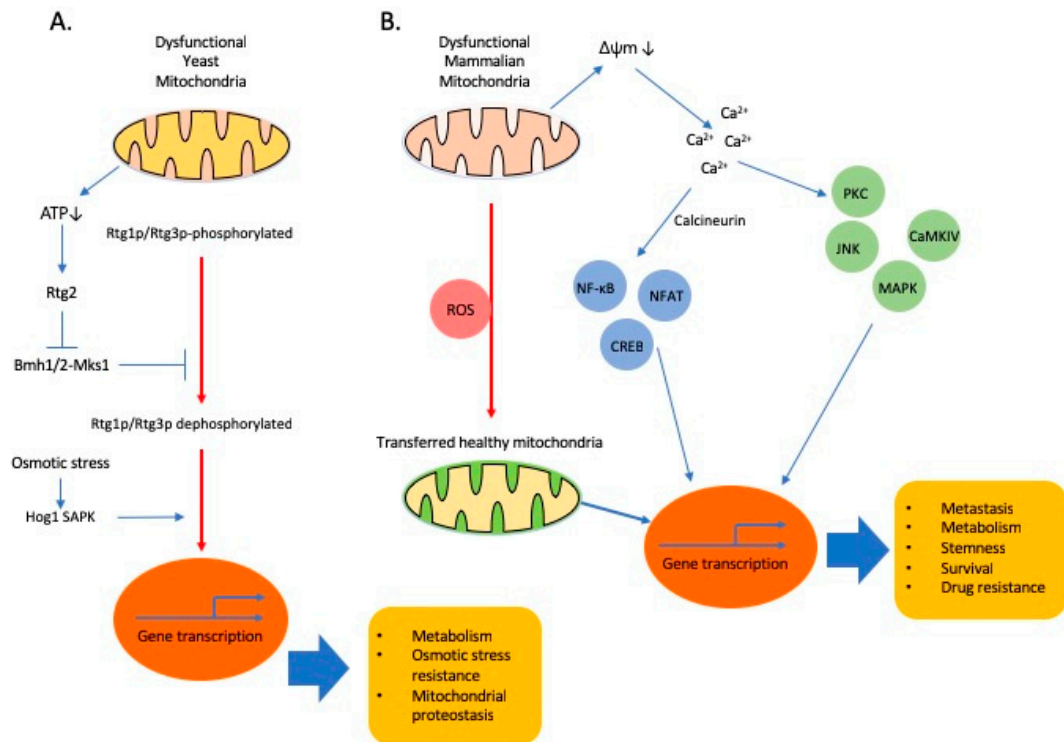 A.
Dysfunctional
Yeast
Mitochondria
ATP↓
Rtg1p/Rtg3p-phosphorylated
Rtg2
Bmh1/2-Mks1
Rtg1p/Rtg3p dephosphorylated
Osmotic stress
Hog1 SAPK
Gene transcription
• Metabolism
• Osmotic stress
resistance
• Mitochondrial
proteostasis
B.
Dysfunctional
Mammalian
Mitochondria
Δψm ↓
Ca²⁺
Ca²⁺ Ca²⁺
Ca²⁺
Calcineurin
PKC
JNK
CaMKIV
MAPK
NF-κB
NFAT
CREB
ROS
Transferred healthy mitochondria
Gene transcription
• Metastasis
• Metabolism
• Stemness
• Survival
• Drug resistance